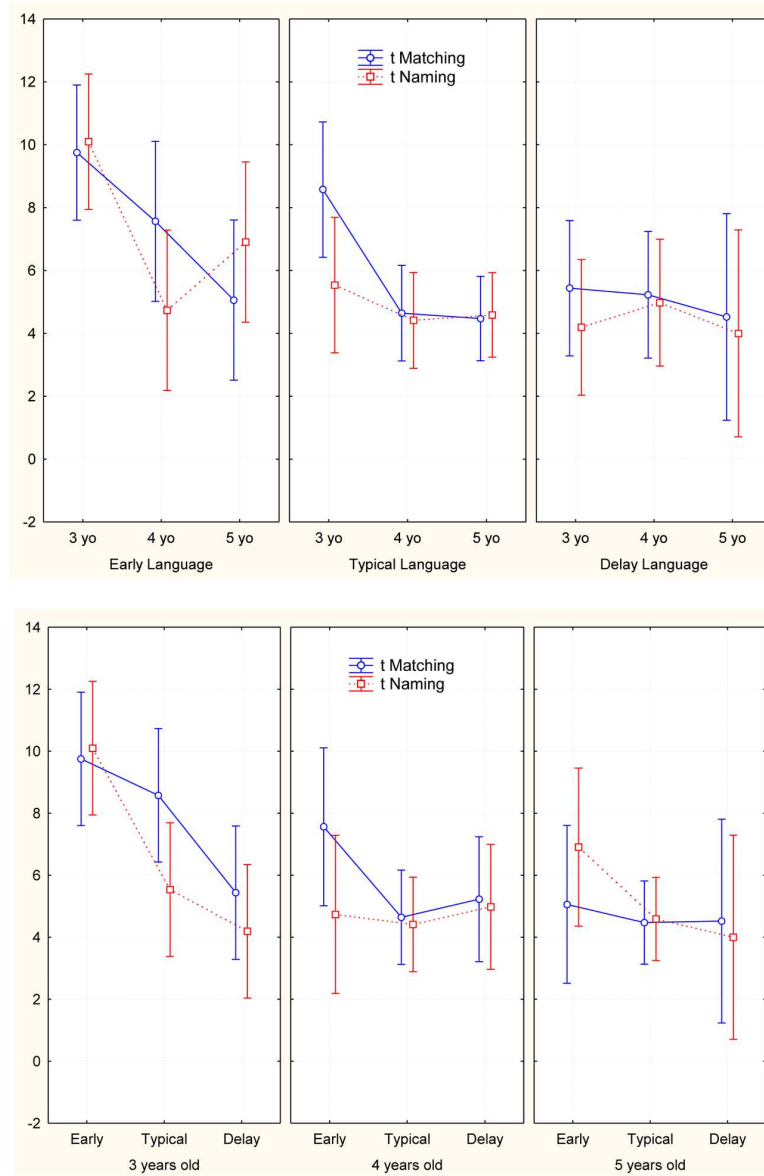 14
12
10
8
6
4
2
0
-2
t Matching
t Naming
3 yo 4 yo 5 yo
Early Language
3 yo 4 yo 5 yo
Typical Language
3 yo 4 yo 5 yo
Delay Language
14
12
10
8
6
4
2
0
-2
t Matching
t Naming
Early Typical Delay
3 years old
Early Typical Delay
4 years old
Early Typical Delay
5 years old